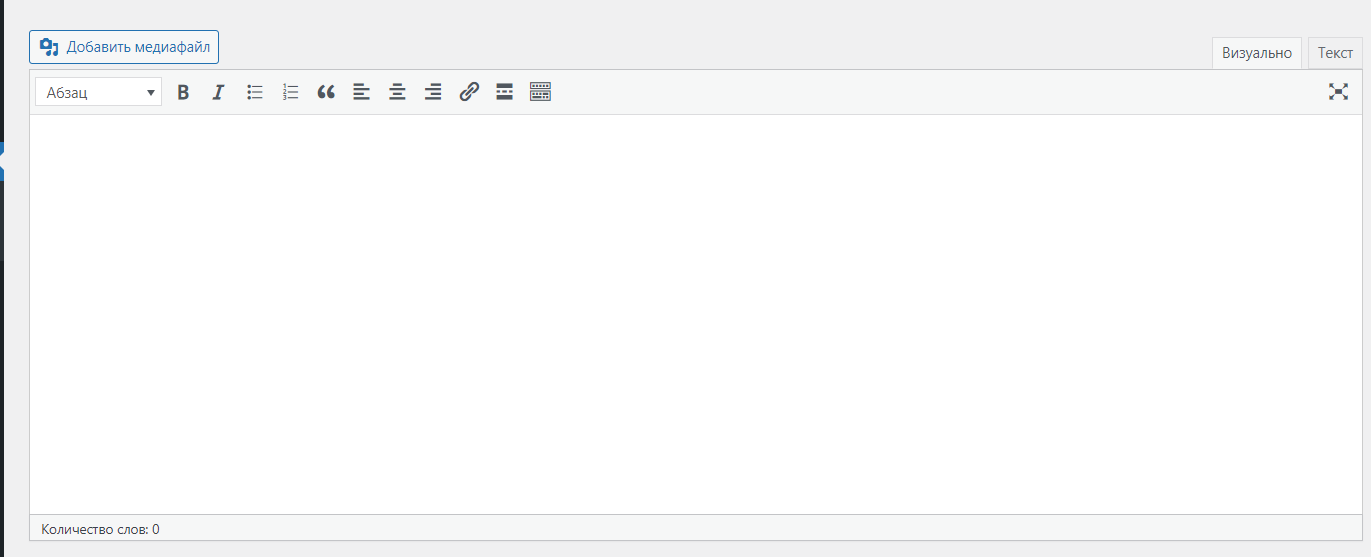 Добавить медиафайл
Визуально
Текст
Абзац
Количество слов: 0